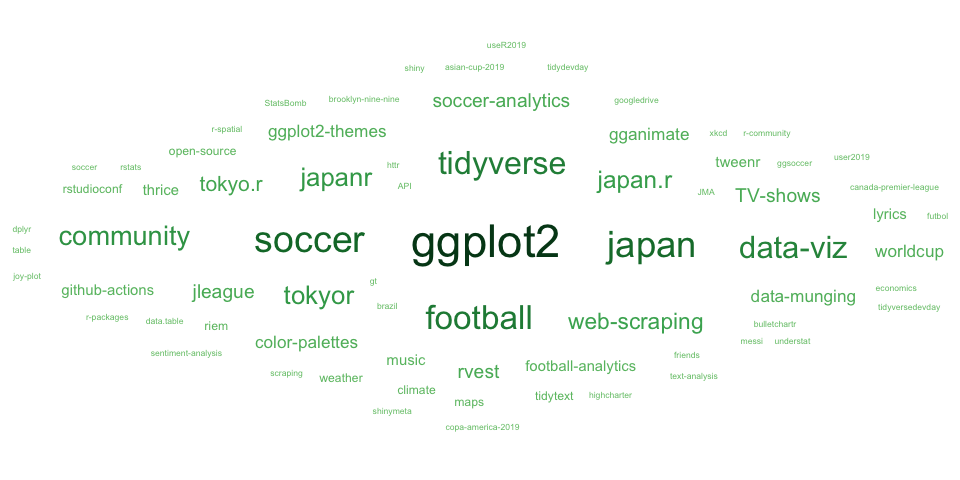 useR2019
shiny asian-cup-2019 tidydevday
StatsBomb brooklyn-nine-nine soccer-analytics googledrive
r-spatial ggplot2-themes gganimate xkcd r-community
open-source
soccer rstats httr tidyverse tweenr ggsoccer user2019
rstudioconf thrice tokyo.r japanr API japan.r JMA TV-shows canada-premier-league
lyrics futbol
dplyr community soccer ggplot2 japan data-viz worldcup
table
joy-plot github-actions jleague tokyor gt brazil data-munging economics
tidyversedevday
r-packages data.table riem football web-scraping bulletchartr
sentiment-analysis color-palettes messi understat
music football-analytics friends
scraping weather rvest text-analysis
climate maps tidytext highcharter
shinymeta
copa-america-2019